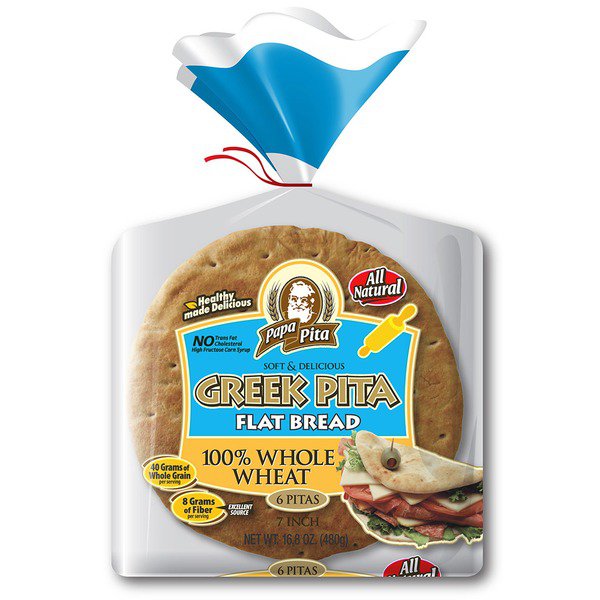 Healthy
made Delicious
All
Natural
Papa Pita
NO Trans Fat
Cholesterol
High Fructose Corn Syrup
SOFT & DELICIOUS
GREEK PITA
FLAT BREAD
100% WHOLE
WHEAT
40 Grams of
Whole Grain
per serving
8 Grams
of Fiber
per serving
EXCELLENT
SOURCE
6 PITAS
7 INCH
NET WT. 16.8 OZ. (480g)
6 PITAS
All
Natural